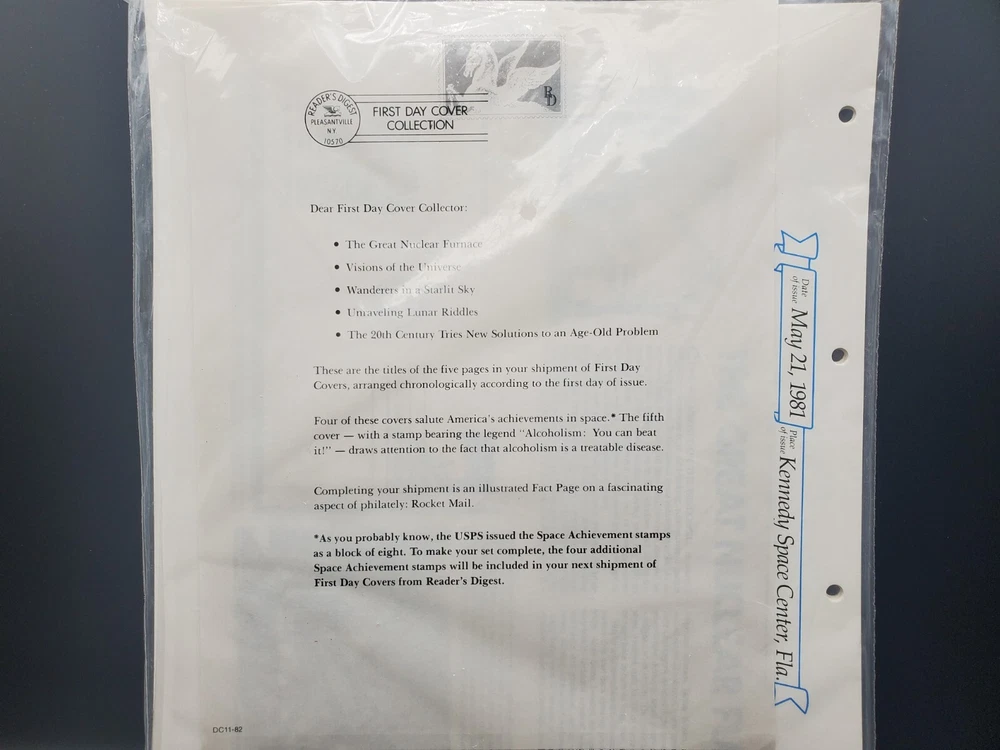 READER'S DIGEST
PLEASANTVILLE
N Y
10570
FIRST DAY COVER
COLLECTION
RD
Dear First Day Cover Collector:
• The Great Nuclear Furnace
• Visions of the Universe
• Wanderers in a Starlit Sky
• Unraveling Lunar Riddles
• The 20th Century Tries New Solutions to an Age-Old Problem
These are the titles of the five pages in your shipment of First Day
Covers, arranged chronologically according to the first day of issue.
Four of these covers salute America's achievements in space.* The fifth
cover — with a stamp bearing the legend "Alcoholism: You can beat
it!" — draws attention to the fact that alcoholism is a treatable disease.
Completing your shipment is an illustrated Fact Page on a fascinating
aspect of philately: Rocket Mail.
*As you probably know, the USPS issued the Space Achievement stamps
as a block of eight. To make your set complete, the four additional
Space Achievement stamps will be included in your next shipment of
First Day Covers from Reader's Digest.
DC11-82
Date
of issue May 21, 1981
Place
of issue Kennedy Space Center, Fla.